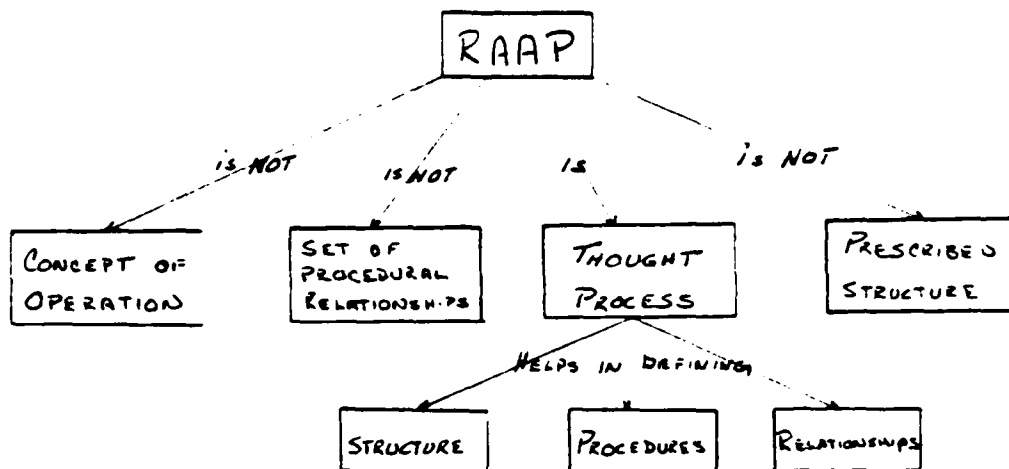 RAAP
is NOT
is NOT
IS
is NOT
CONCEPT OF
OPERATION
SET OF
PROCEDURAL
RELATIONSHIPS
THOUGHT
PROCESS
PRESCRIBED
STRUCTURE
HELPS IN DEFINING
STRUCTURE
PROCEDURES
RELATIONSHIPS